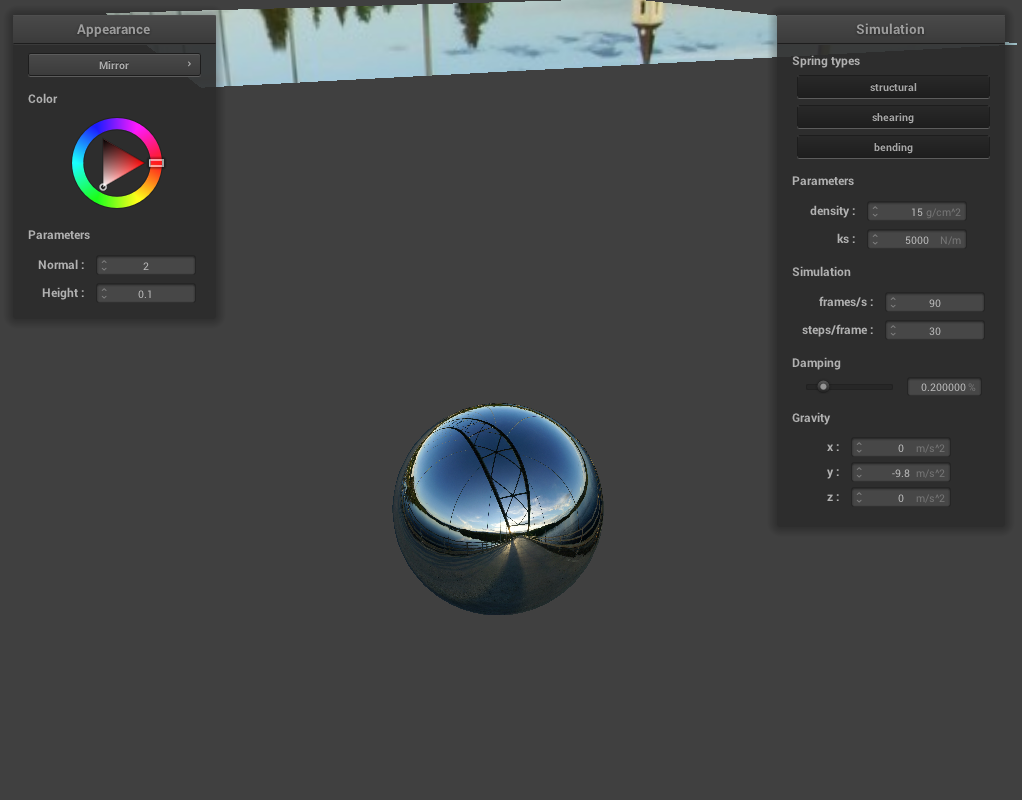 Appearance
Mirror
Color
Parameters
Normal : 2
Height : 0.1
Simulation
Spring types
structural
shearing
bending
Parameters
density : 15 g/cm^2
ks : 5000 N/m
Simulation
frames/s : 90
steps/frame : 30
Damping
0.200000 %
Gravity
x : 0 m/s^2
y : -9.8 m/s^2
z : 0 m/s^2